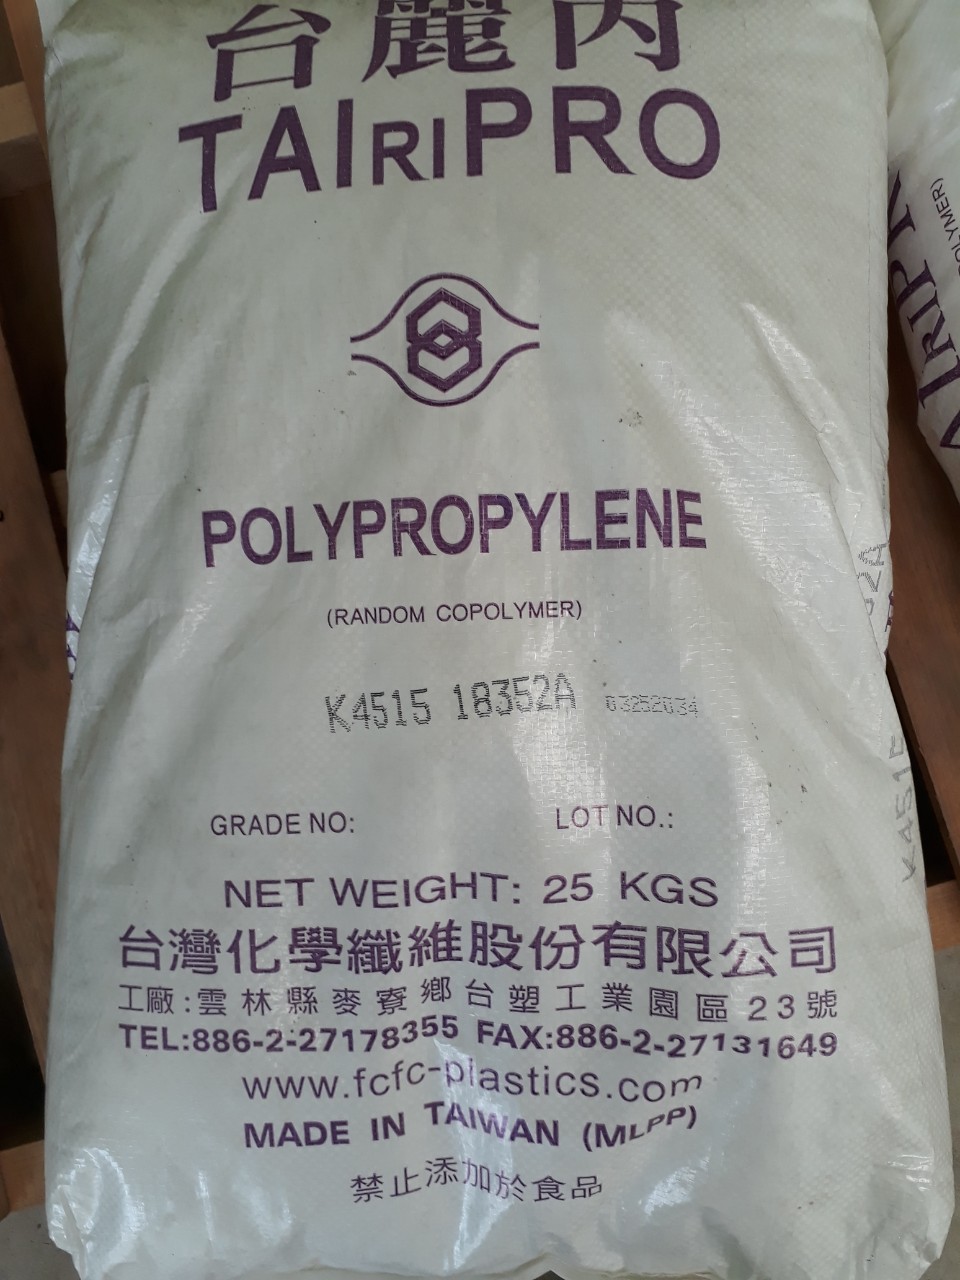 台麗丙
TAIRIPRO
POLYPROPYLENE
(RANDOM COPOLYMER)
K4515 18352A 03252034
GRADE NO: LOT NO.:
NET WEIGHT: 25 KGS
台灣化學纖維股份有限公司
工廠:雲林縣麥寮鄉台塑工業園區23號
TEL:886-2-27178355 FAX:886-2-27131649
www.fcfc-plastics.com
MADE IN TAIWAN (MLPP)
禁止添加於食品
K4515